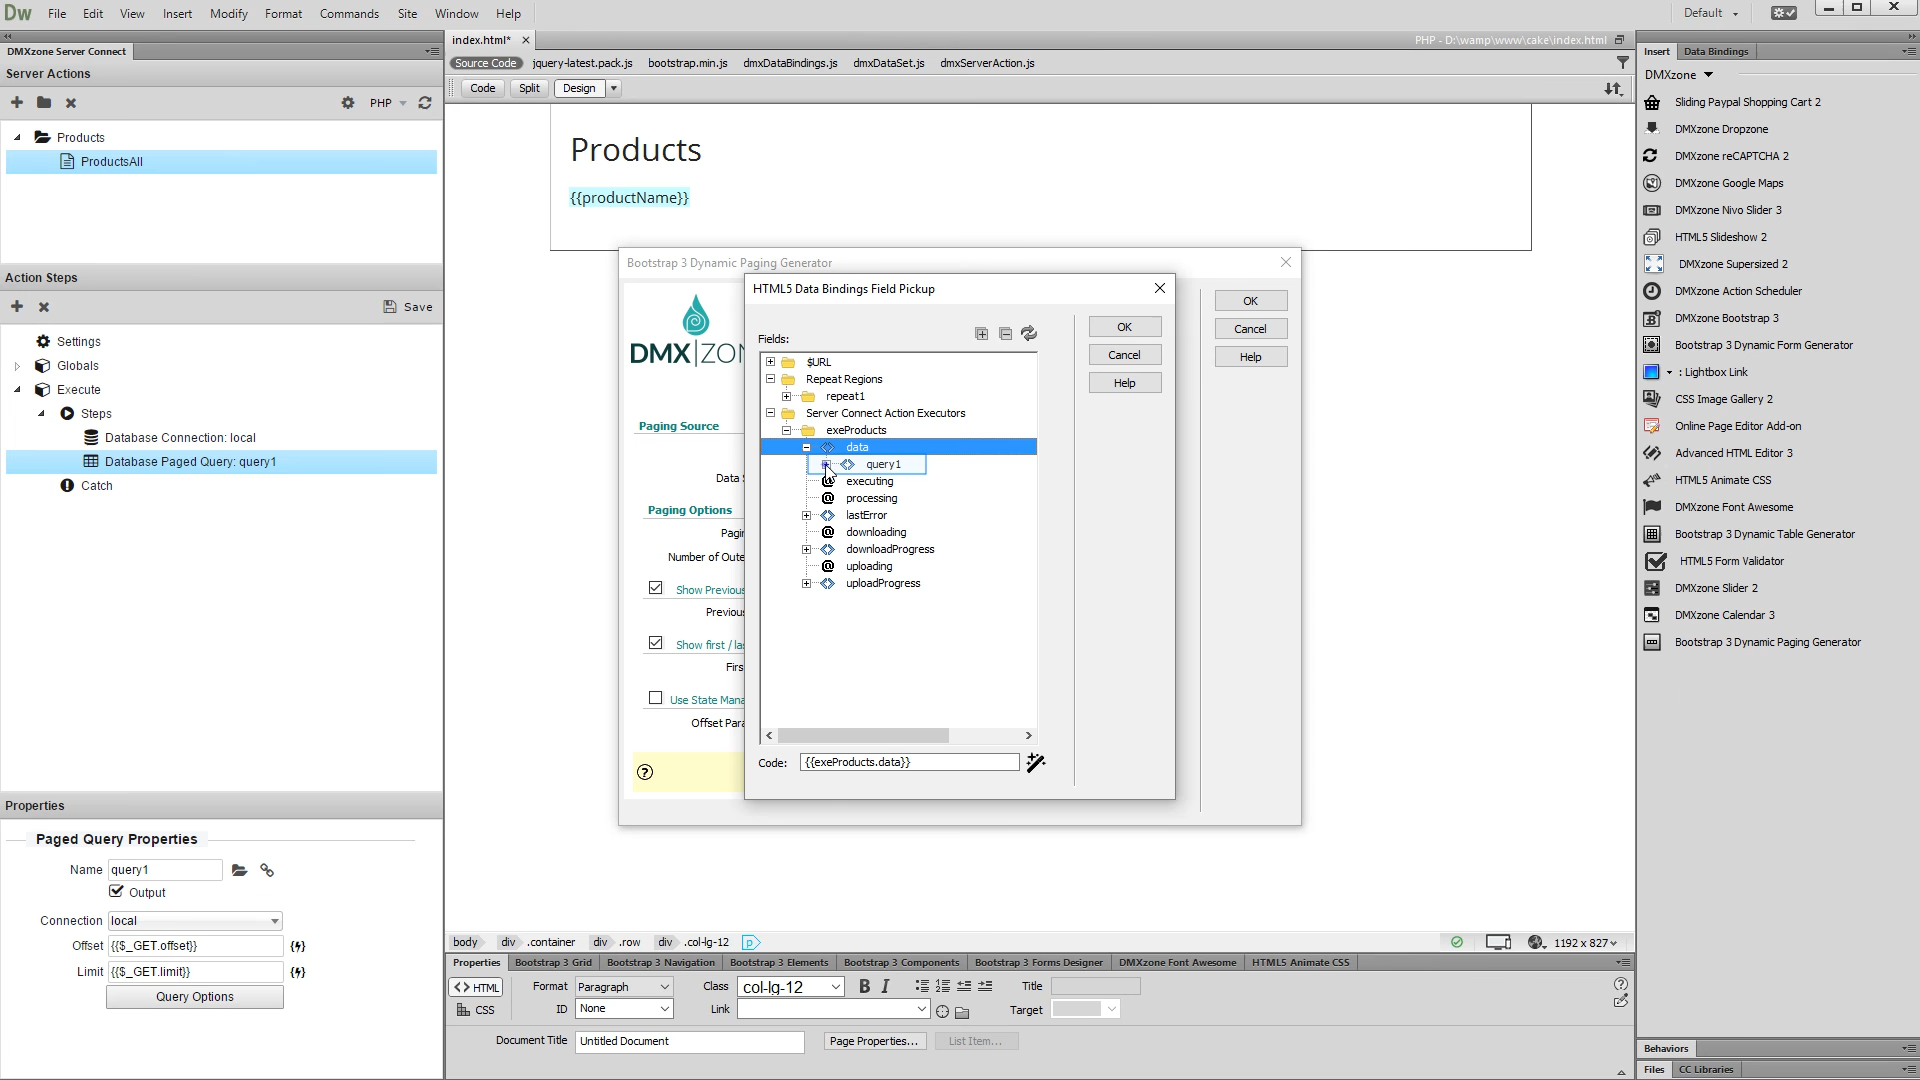 Dw File Edit View Insert Modify Format Commands Site Window Help
Default
DMXzone Server Connect
Server Actions
PHP
Products
ProductsAll
Action Steps
Save
Settings
Globals
Execute
Steps
Database Connection: local
Database Paged Query: query1
Catch
Properties
Paged Query Properties
Name query1
Output
Connection local
Offset {{$_GET.offset}}
Limit {{$_GET.limit}}
Query Options
index.html*
PHP - D:\wamp\www\cake\index.html
Source Code jquery-latest.pack.js bootstrap.min.js dmxDataBindings.js dmxDataSet.js dmxServerAction.js
Code Split Design
Products
{{productName}}
Bootstrap 3 Dynamic Paging Generator
DMX|ZON
Paging Source
Data S
Paging Options
Pagin
Number of Oute
Show Previous
Previous
Show first / las
First
Use State Mana
Offset Para
OK
Cancel
Help
HTML5 Data Bindings Field Pickup
Fields:
$URL
Repeat Regions
repeat1
Server Connect Action Executors
exeProducts
data
query1
executing
processing
lastError
downloading
downloadProgress
uploading
uploadProgress
Code: {{exeProducts.data}}
OK
Cancel
Help
body div .container div .row div .col-lg-12 p
1192 x 827
Properties Bootstrap 3 Grid Bootstrap 3 Navigation Bootstrap 3 Elements Bootstrap 3 Components Bootstrap 3 Forms Designer DMXzone Font Awesome HTML5 Animate CSS
<> HTML Format Paragraph Class col-lg-12 B I Title
CSS ID None Link Target
Document Title Untitled Document Page Properties... List Item...
Insert Data Bindings
DMXzone
Sliding Paypal Shopping Cart 2
DMXzone Dropzone
DMXzone reCAPTCHA 2
DMXzone Google Maps
DMXzone Nivo Slider 3
HTML5 Slideshow 2
DMXzone Supersized 2
DMXzone Action Scheduler
DMXzone Bootstrap 3
Bootstrap 3 Dynamic Form Generator
: Lightbox Link
CSS Image Gallery 2
Online Page Editor Add-on
Advanced HTML Editor 3
HTML5 Animate CSS
DMXzone Font Awesome
Bootstrap 3 Dynamic Table Generator
HTML5 Form Validator
DMXzone Slider 2
DMXzone Calendar 3
Bootstrap 3 Dynamic Paging Generator
Behaviors
Files CC Libraries